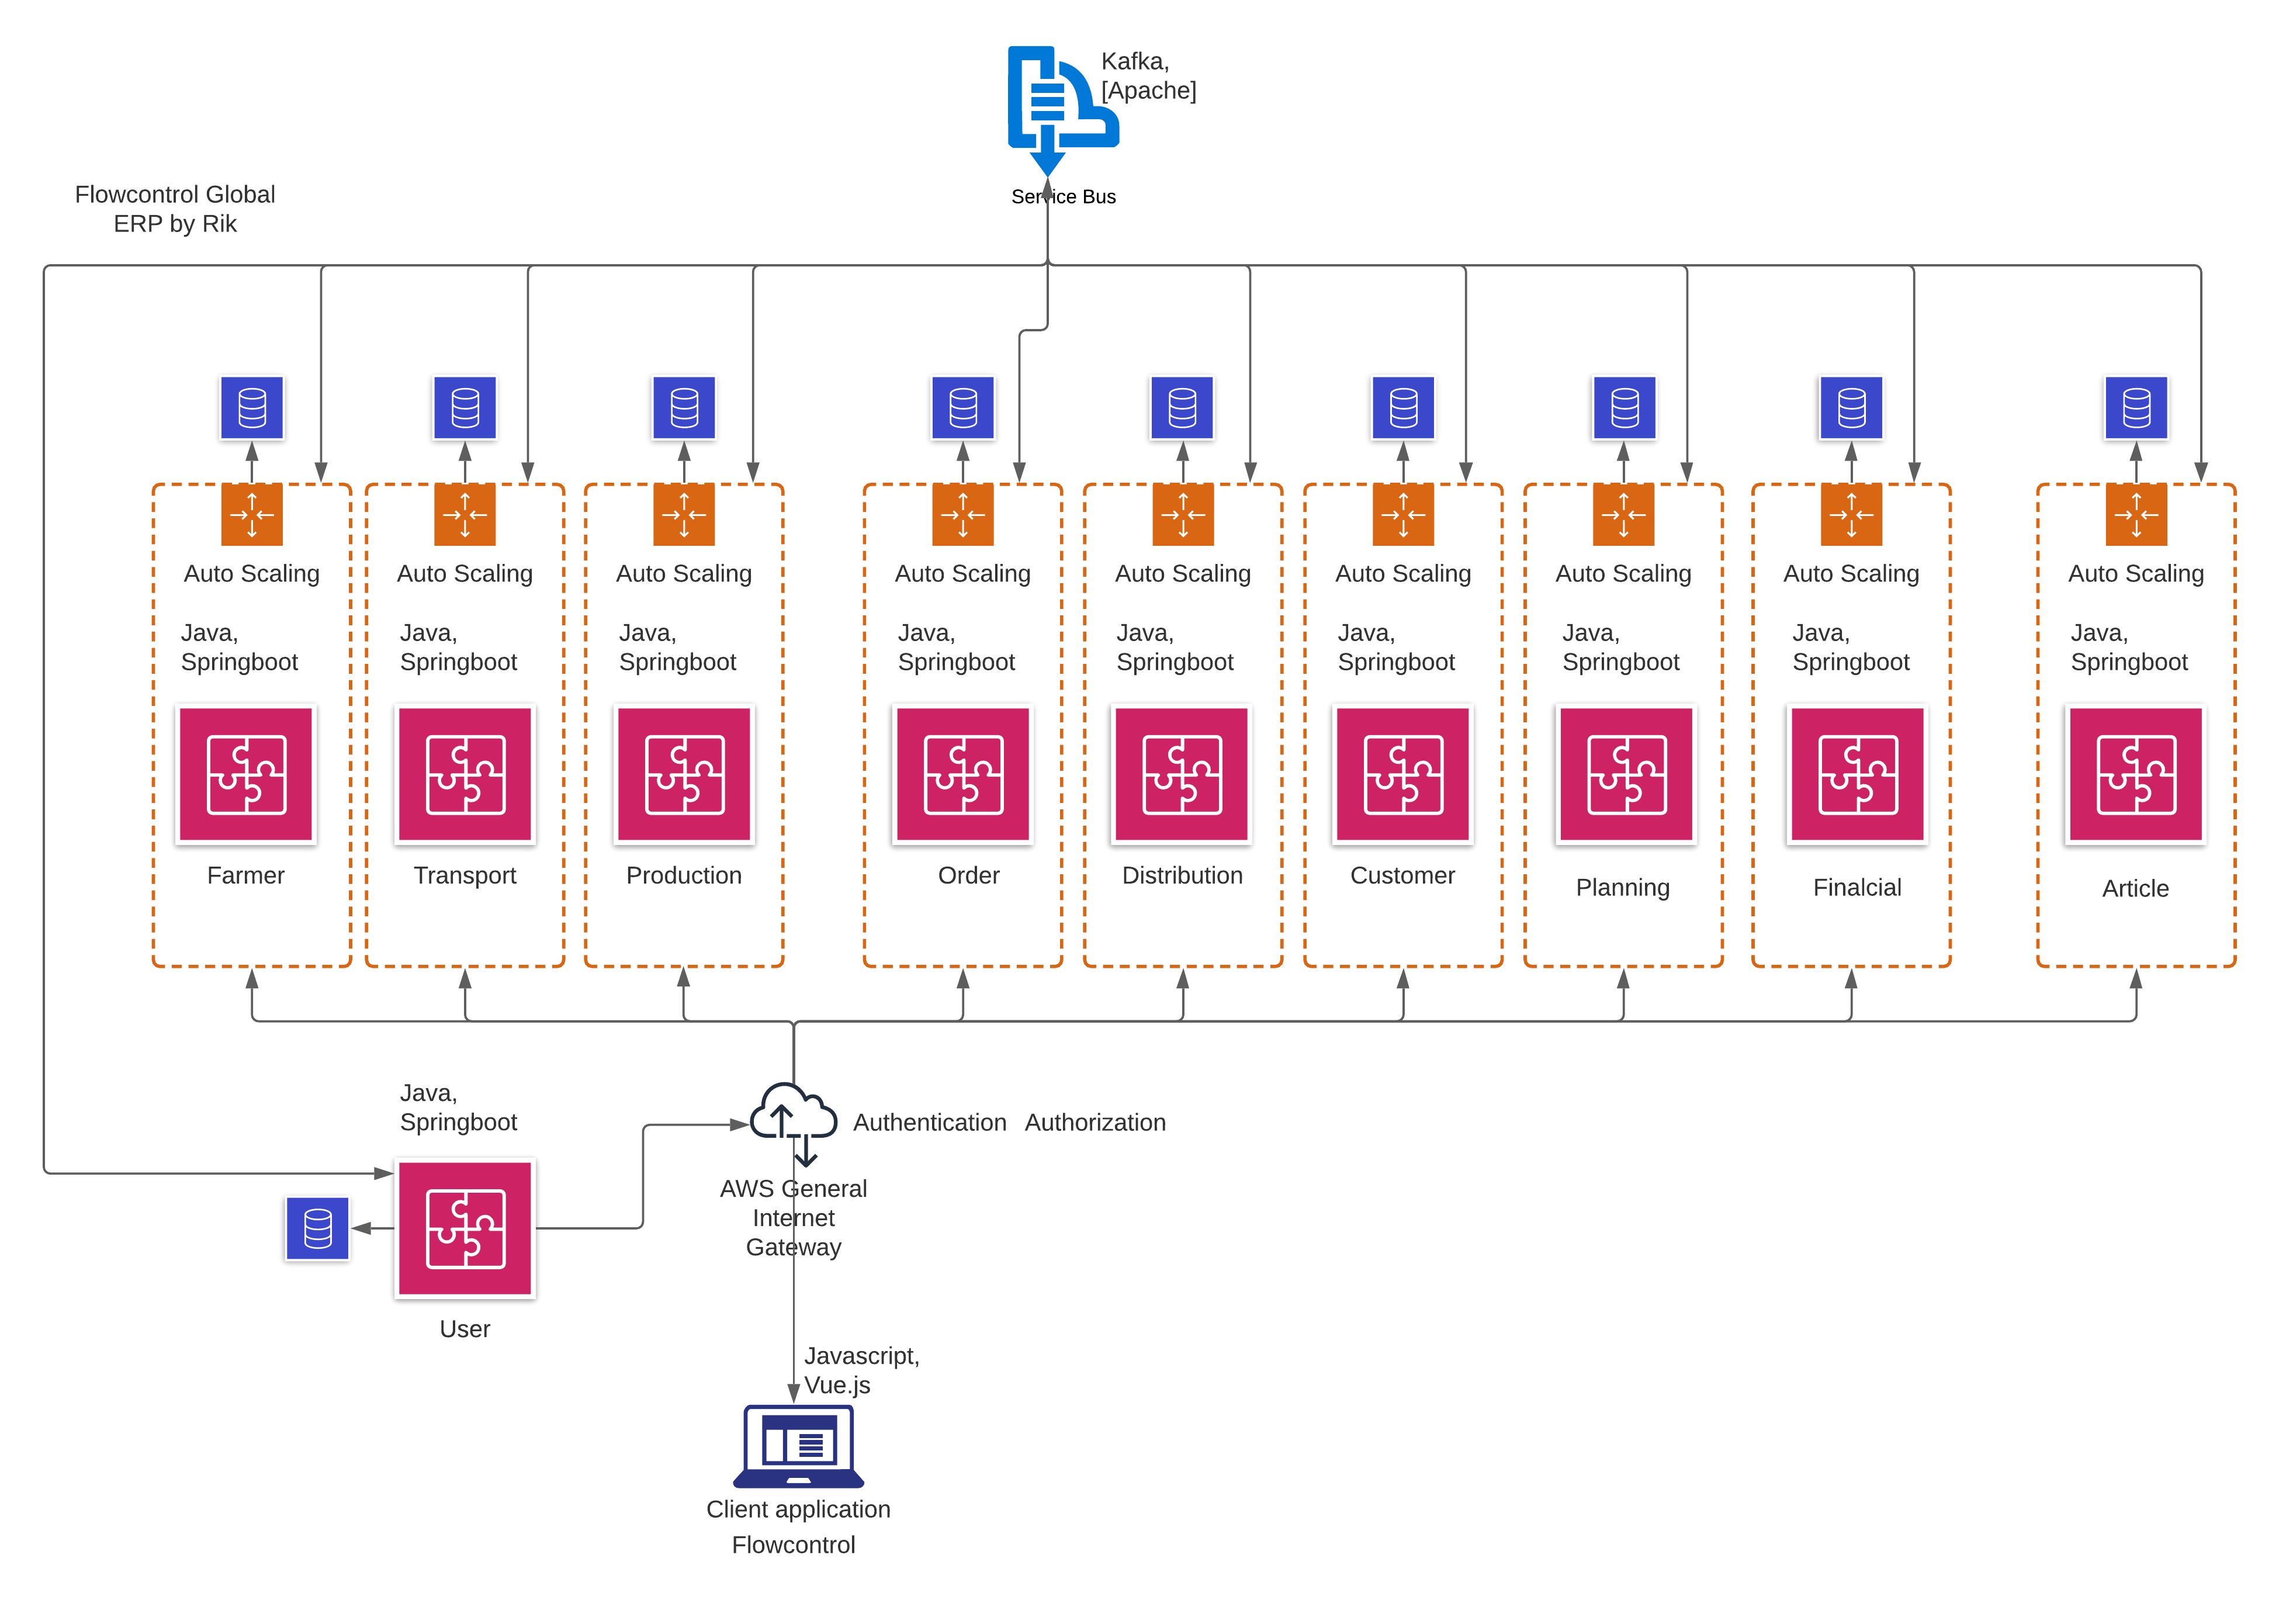 Kafka,
[Apache]
Service Bus
Flowcontrol Global
ERP by Rik
Auto Scaling
Java,
Springboot
Farmer
Auto Scaling
Java,
Springboot
Transport
Auto Scaling
Java,
Springboot
Production
Auto Scaling
Java,
Springboot
Order
Auto Scaling
Java,
Springboot
Distribution
Auto Scaling
Java,
Springboot
Customer
Auto Scaling
Java,
Springboot
Planning
Auto Scaling
Java,
Springboot
Finalcial
Auto Scaling
Java,
Springboot
Article
Java,
Springboot
User
Authentication Authorization
AWS General
Internet
Gateway
Javascript,
Vue.js
Client application
Flowcontrol